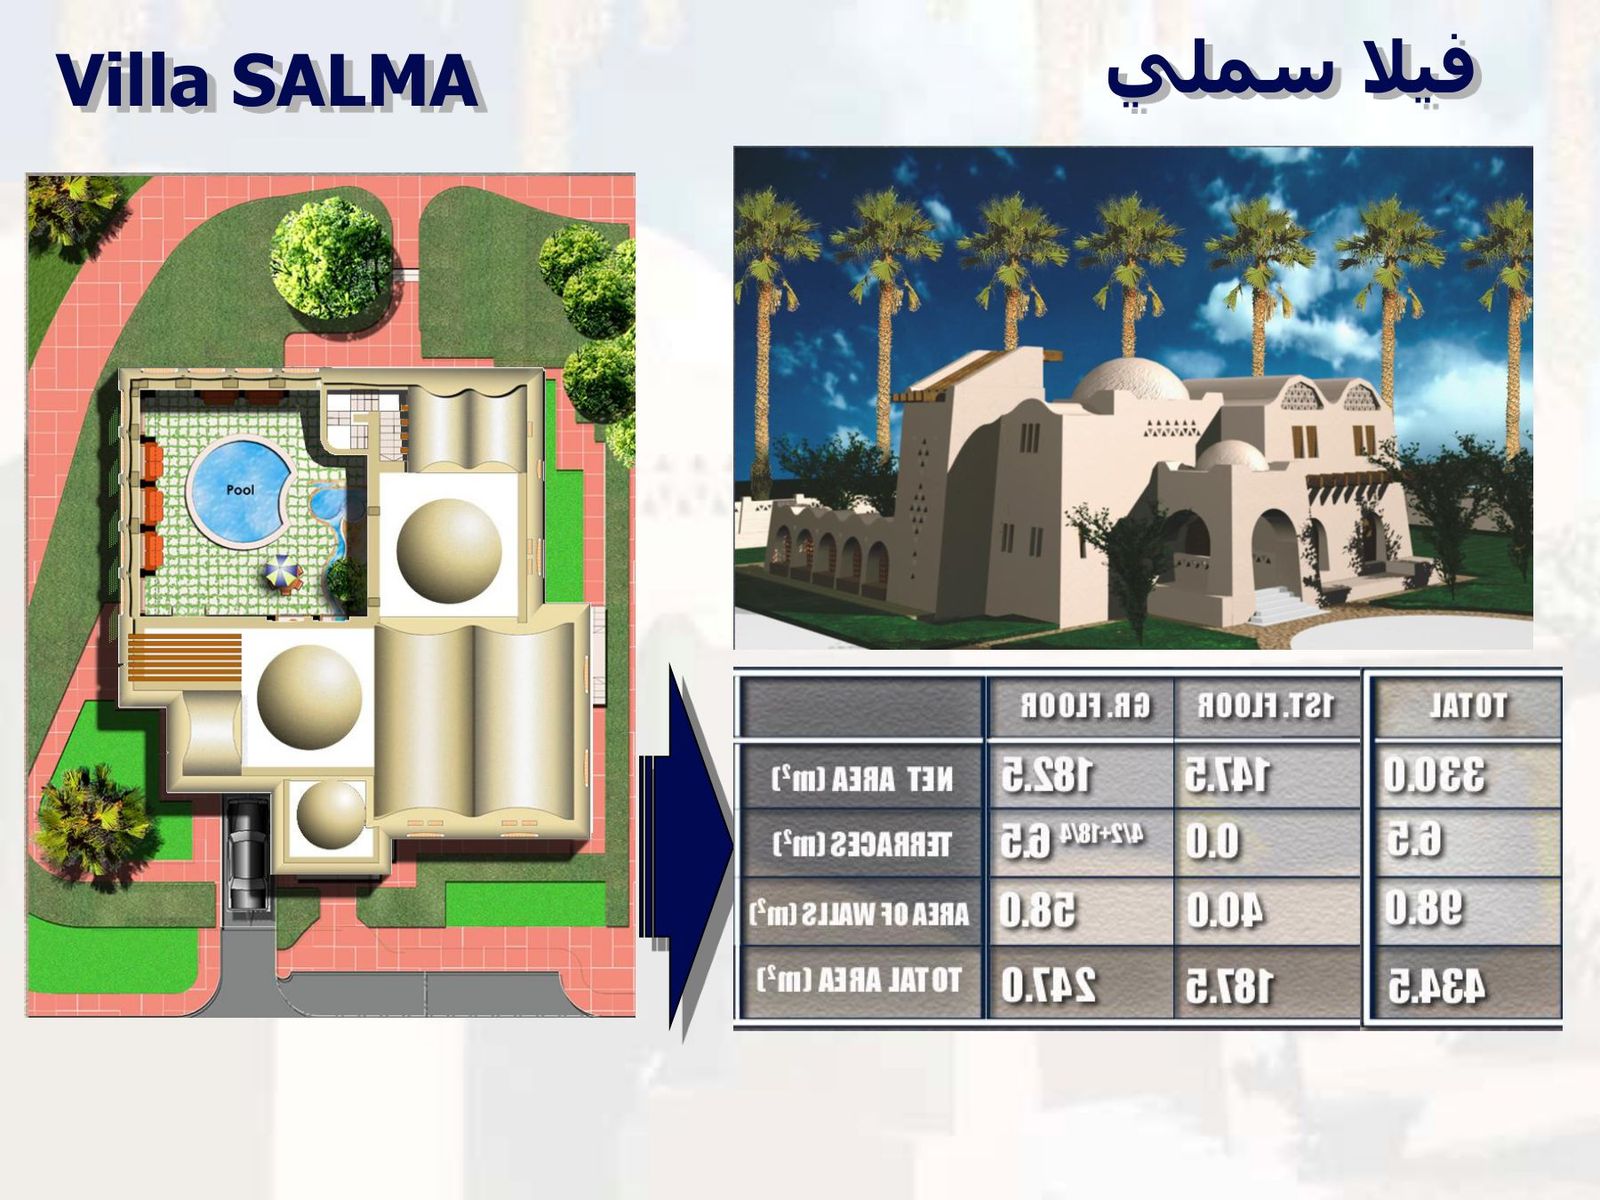 Villa SALMA
فيلا سملي
Pool
GR.FLOOR 1ST.FLOOR TOTAL
NET AREA (m²) 182.5 147.5 330.0
TERRACES (m²) 4/2+18/4 6.5 0.0 6.5
AREA OF WALLS (m²) 58.0 40.0 98.0
TOTAL AREA (m²) 247.0 187.5 434.5